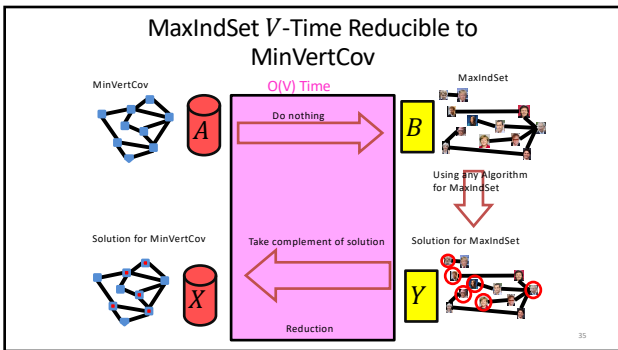 MaxIndSet V-Time Reducible to
MinVertCov
MinVertCov
O(V) Time
MaxIndSet
A
Do nothing
B
Using any Algorithm
for MaxIndSet
Solution for MinVertCov
Take complement of solution
Solution for MaxIndSet
X
Y
Reduction
35